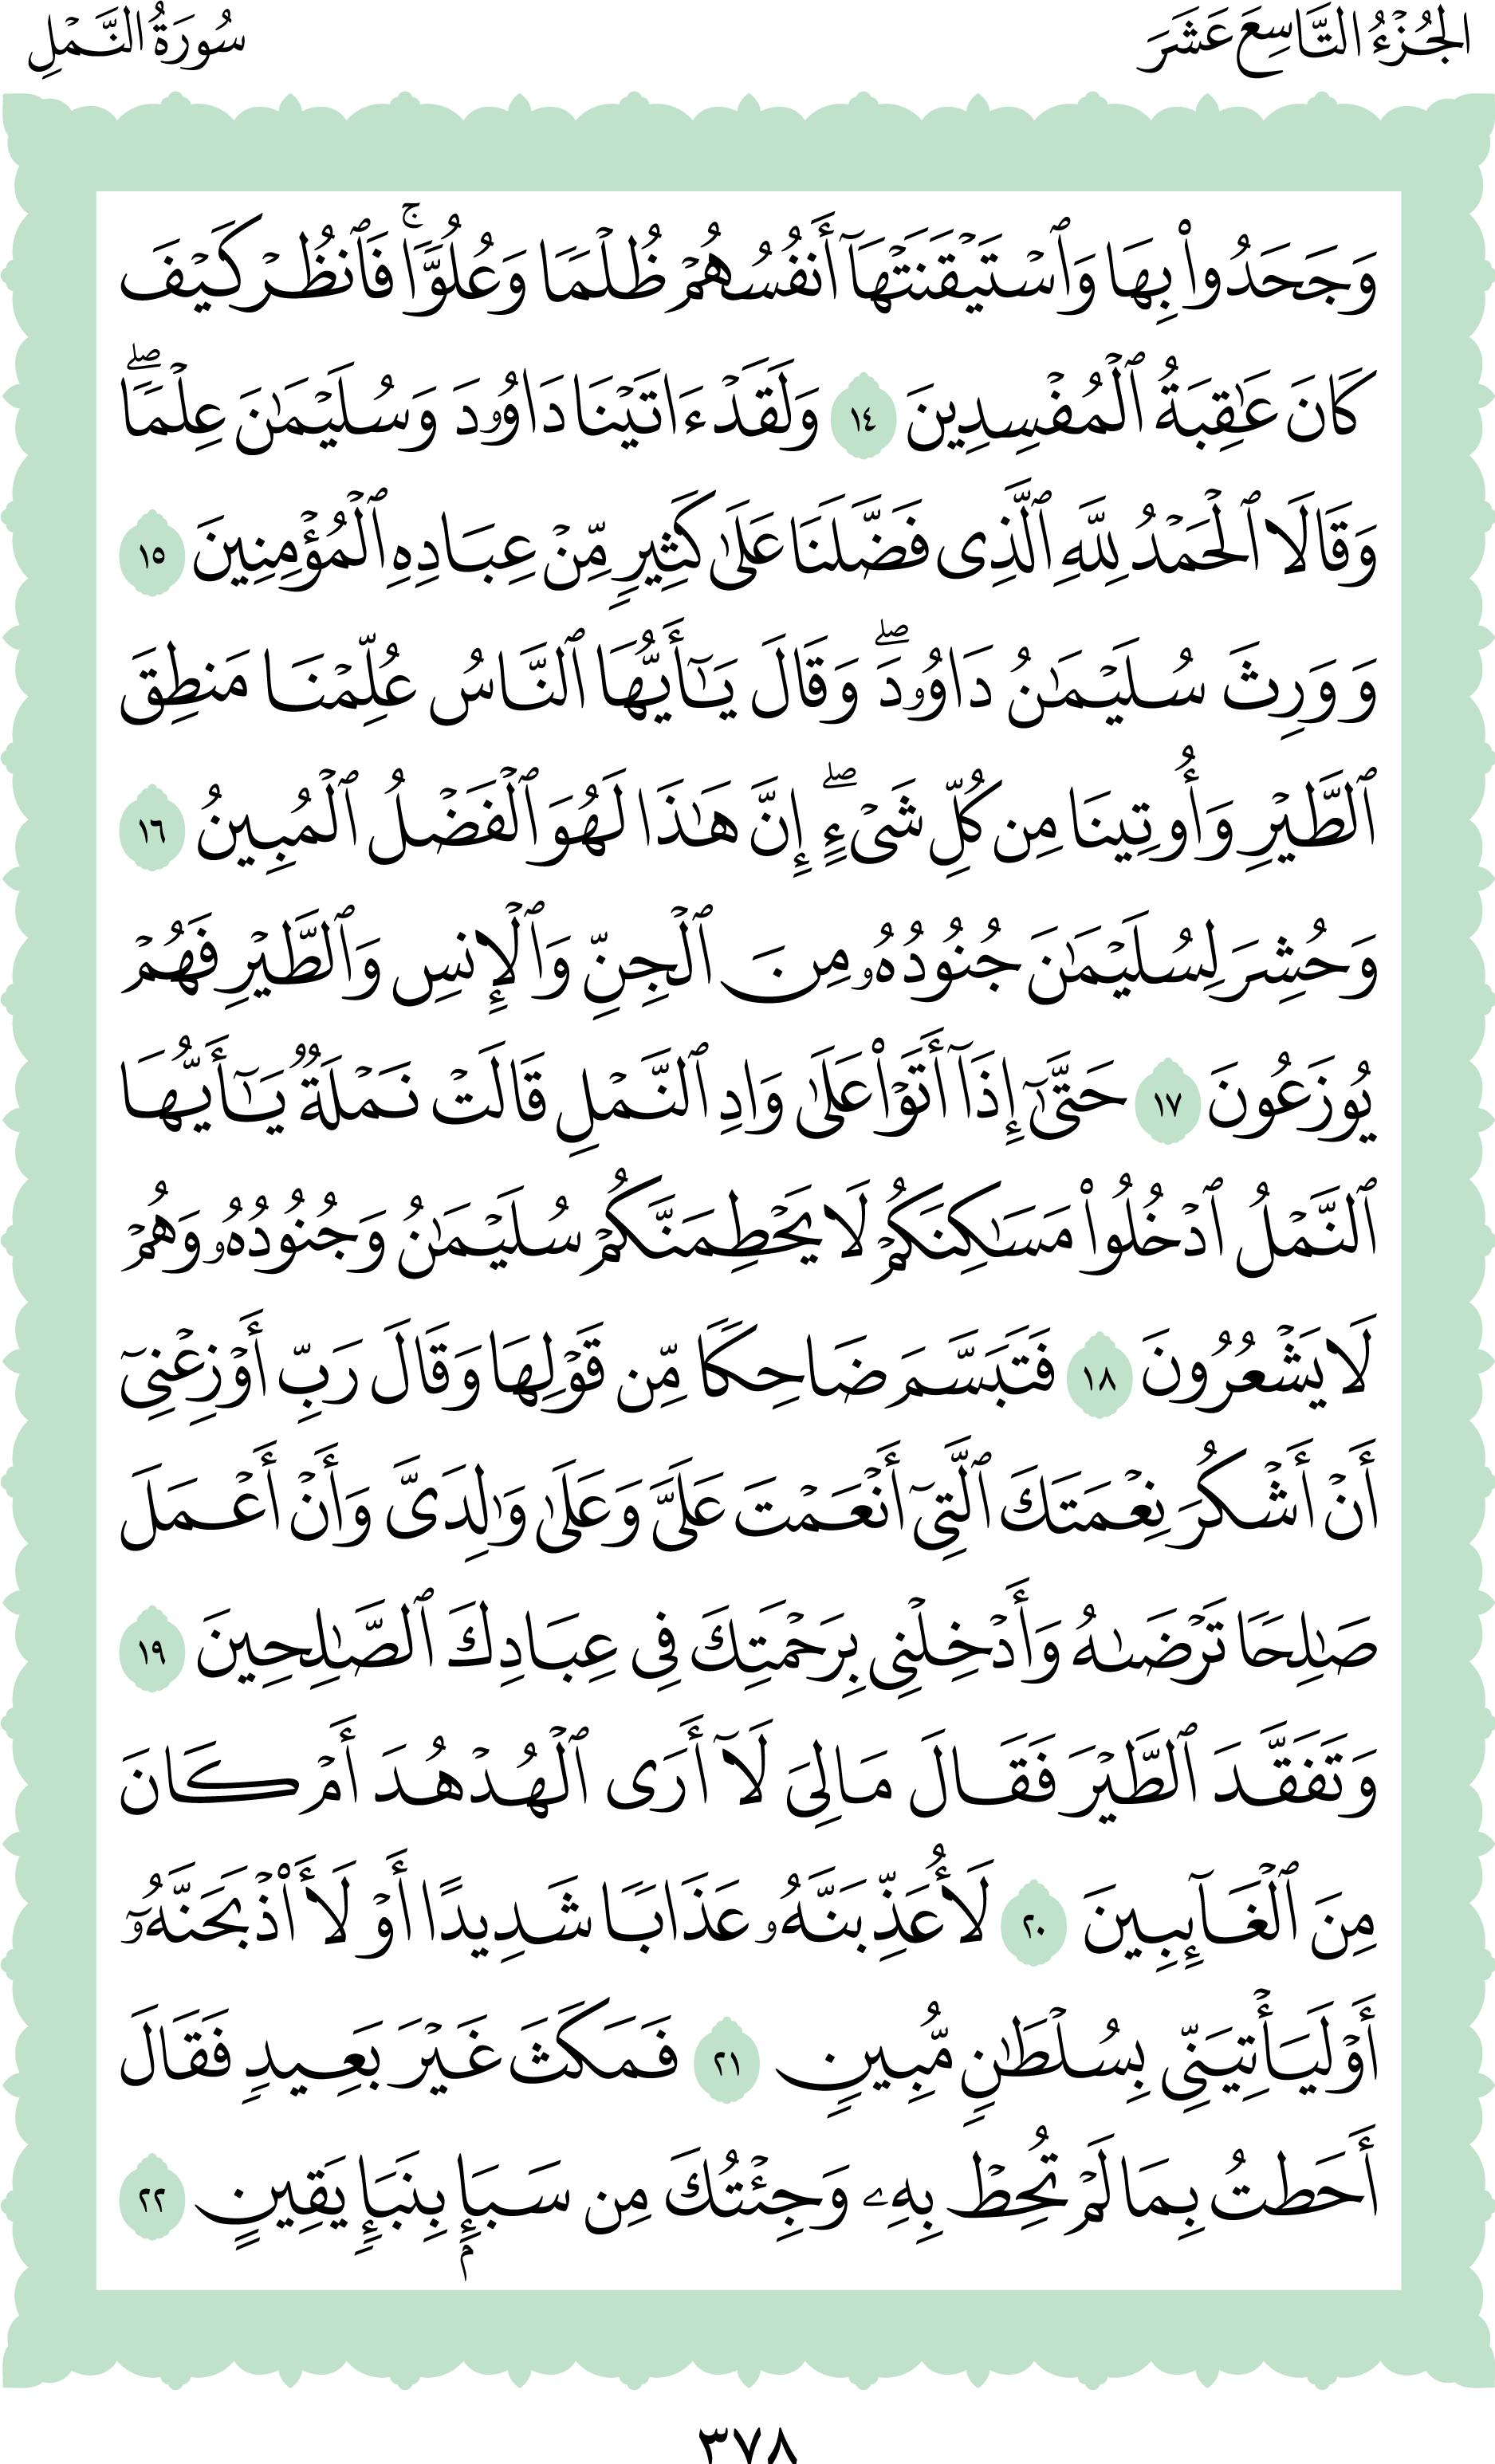 الجُزْءُ التَّاسِعَ عَشَرَ
سُورَةُ النَّمْلِ
وَجَحَدُوا۟ بِهَا وَٱسْتَيْقَنَتْهَآ أَنفُسُهُمْ ظُلْمًا وَعُلُوًّا ۚ فَٱنظُرْ كَيْفَ
كَانَ عَٰقِبَةُ ٱلْمُفْسِدِينَ ١٤ وَلَقَدْ ءَاتَيْنَا دَاوُۥدَ وَسُلَيْمَٰنَ عِلْمًا ۖ
وَقَالَا ٱلْحَمْدُ لِلَّهِ ٱلَّذِى فَضَّلَنَا عَلَىٰ كَثِيرٍ مِّنْ عِبَادِهِ ٱلْمُؤْمِنِينَ ١٥
وَوَرِثَ سُلَيْمَٰنُ دَاوُۥدَ ۖ وَقَالَ يَٰٓأَيُّهَا ٱلنَّاسُ عُلِّمْنَا مَنطِقَ
ٱلطَّيْرِ وَأُوتِينَا مِن كُلِّ شَىْءٍ ۖ إِنَّ هَٰذَا لَهُوَ ٱلْفَضْلُ ٱلْمُبِينُ ١٦
وَحُشِرَ لِسُلَيْمَٰنَ جُنُودُهُۥ مِنَ ٱلْجِنِّ وَٱلْإِنسِ وَٱلطَّيْرِ فَهُمْ
يُوزَعُونَ ١٧ حَتَّىٰٓ إِذَآ أَتَوْا۟ عَلَىٰ وَادِ ٱلنَّمْلِ قَالَتْ نَمْلَةٌ يَٰٓأَيُّهَا
ٱلنَّمْلُ ٱدْخُلُوا۟ مَسَٰكِنَكُمْ لَا يَحْطِمَنَّكُمْ سُلَيْمَٰنُ وَجُنُودُهُۥ وَهُمْ
لَا يَشْعُرُونَ ١٨ فَتَبَسَّمَ ضَاحِكًا مِّن قَوْلِهَا وَقَالَ رَبِّ أَوْزِعْنِىٓ
أَنْ أَشْكُرَ نِعْمَتَكَ ٱلَّتِىٓ أَنْعَمْتَ عَلَىَّ وَعَلَىٰ وَٰلِدَىَّ وَأَنْ أَعْمَلَ
صَٰلِحًا تَرْضَىٰهُ وَأَدْخِلْنِى بِرَحْمَتِكَ فِى عِبَادِكَ ٱلصَّٰلِحِينَ ١٩
وَتَفَقَّدَ ٱلطَّيْرَ فَقَالَ مَا لِىَ لَآ أَرَى ٱلْهُدْهُدَ أَمْ كَانَ
مِنَ ٱلْغَآئِبِينَ ٢٠ لَأُعَذِّبَنَّهُۥ عَذَابًا شَدِيدًا أَوْ لَأَا۟ذْبَحَنَّهُۥٓ
أَوْ لَيَأْتِيَنِّى بِسُلْطَٰنٍ مُّبِينٍ ٢١ فَمَكَثَ غَيْرَ بَعِيدٍ فَقَالَ
أَحَطتُ بِمَا لَمْ تُحِطْ بِهِۦ وَجِئْتُكَ مِن سَبَإٍۭ بِنَبَإٍ يَقِينٍ ٢٢
٣٧٨